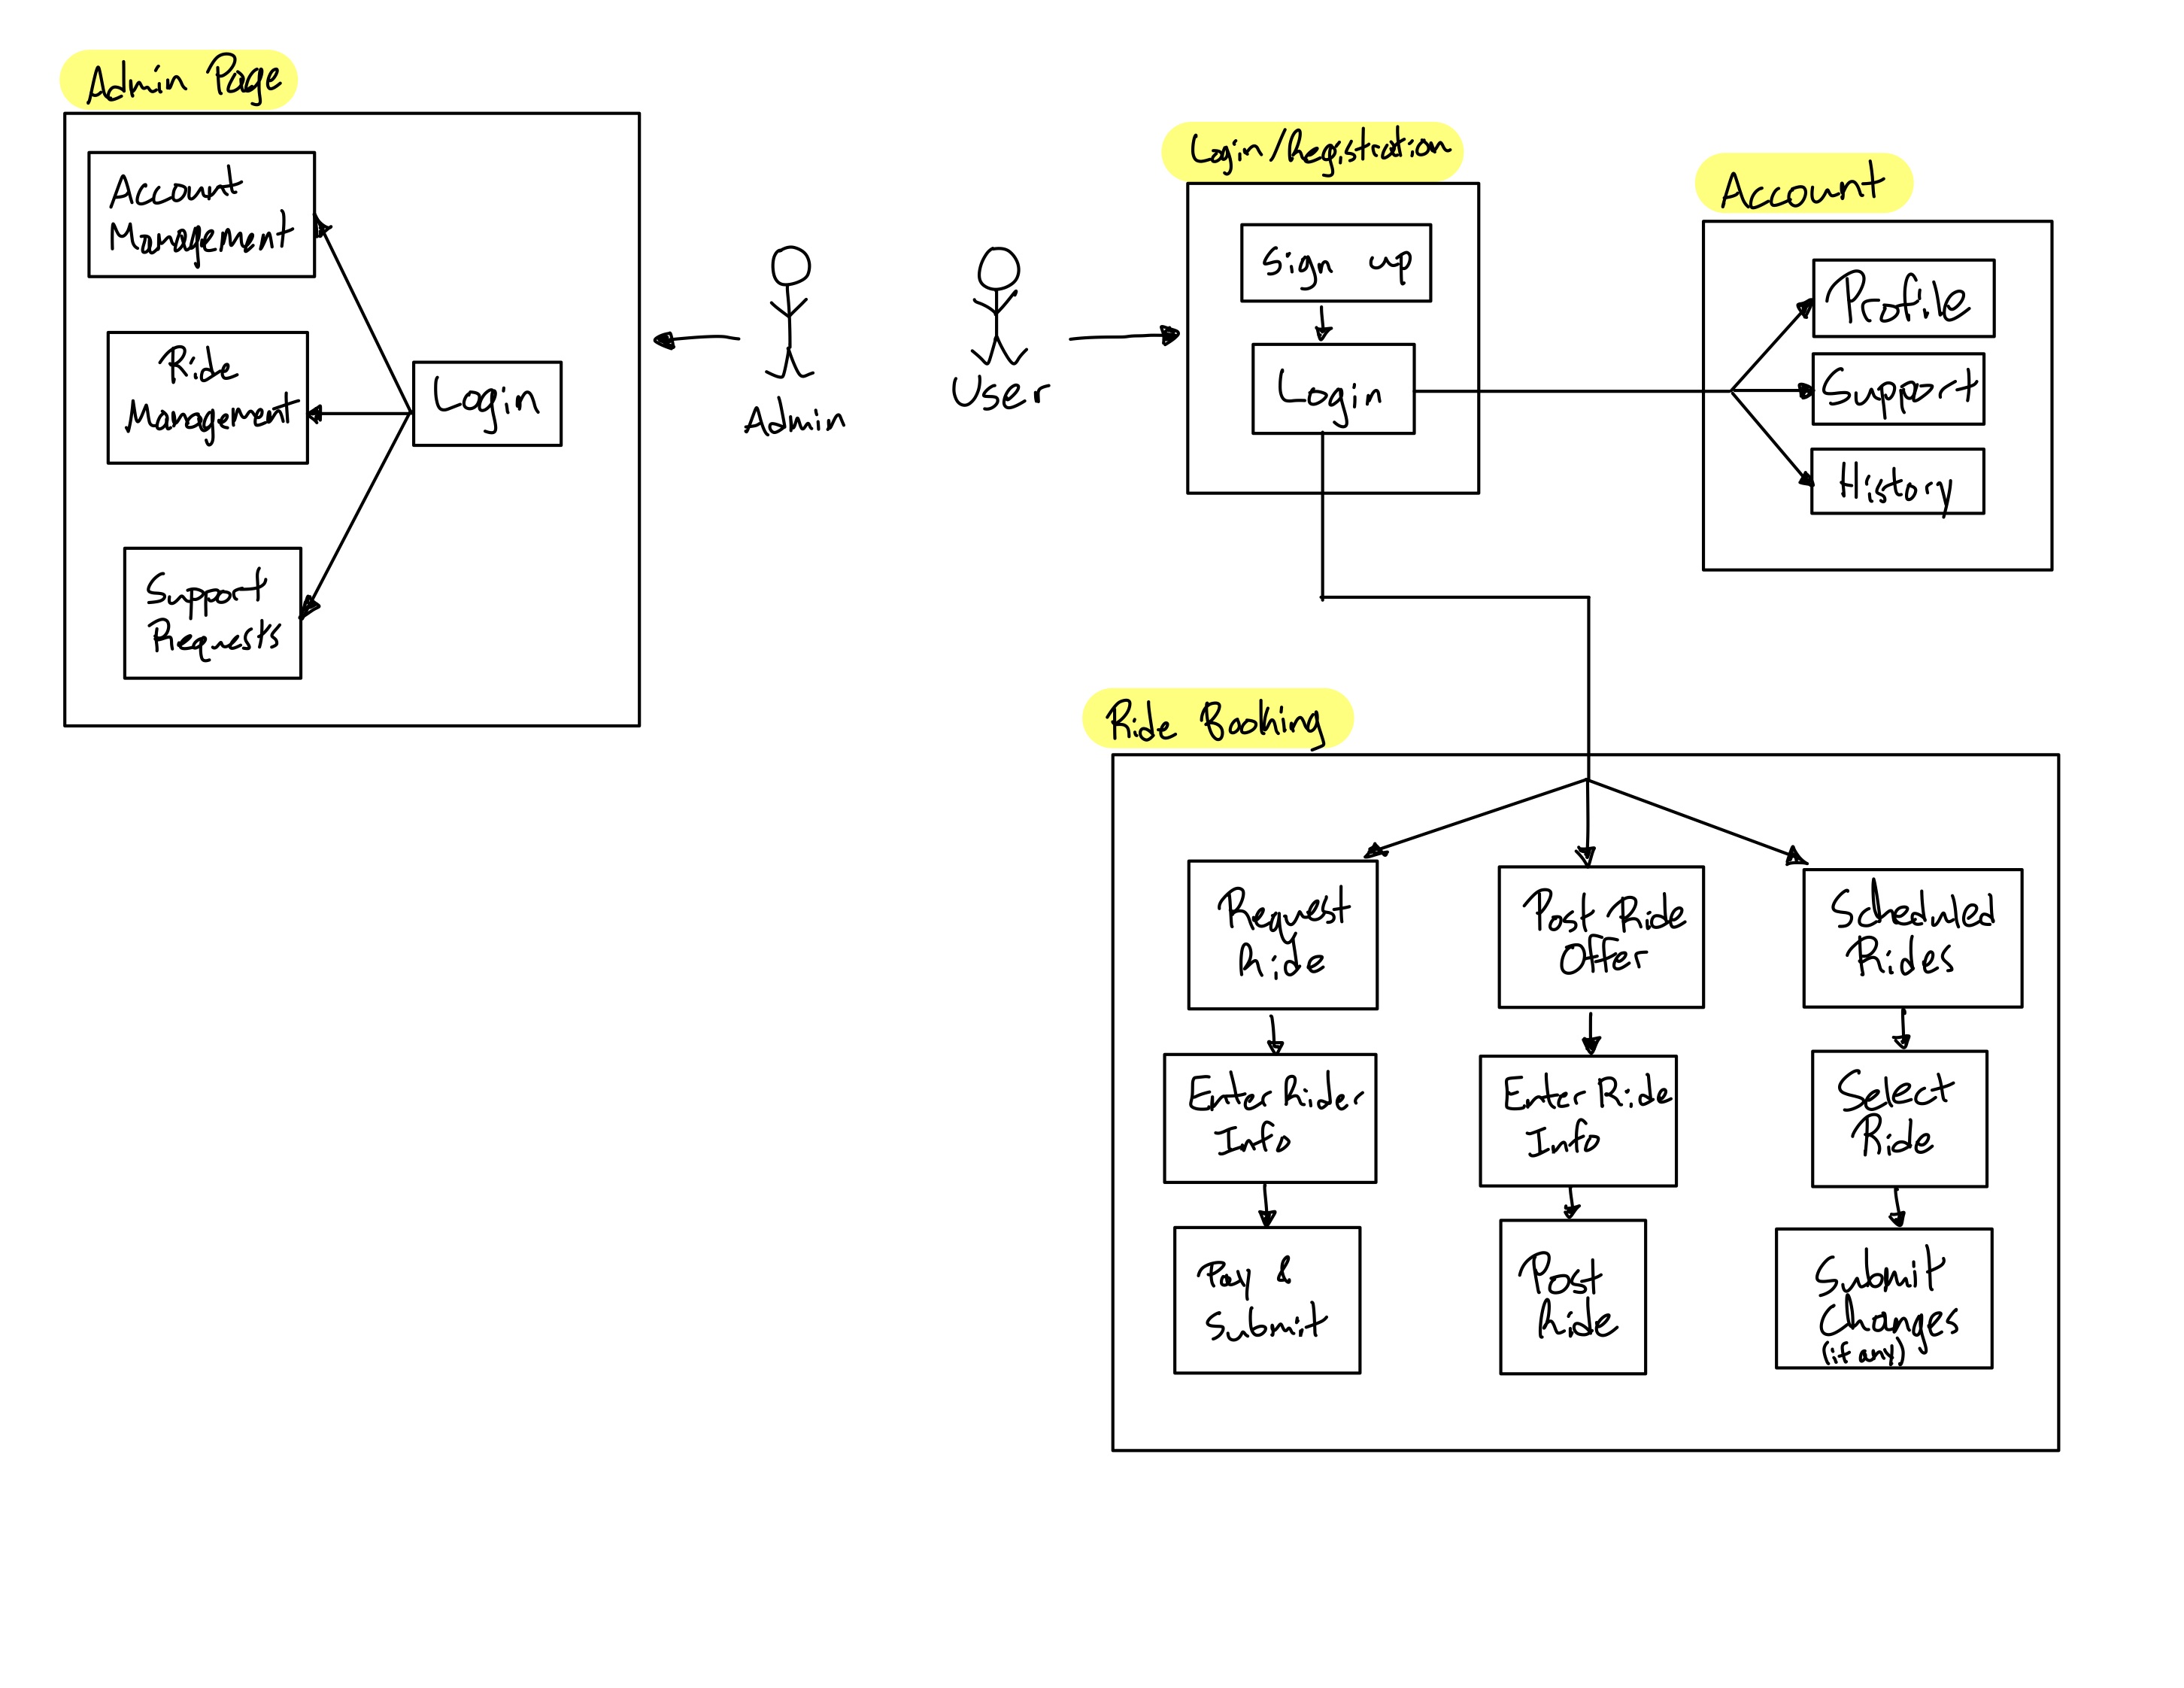 Admin Page
Account
Management
Ride
Management
Support
Requests
Login
Admin
User
Login/Registration
Sign up
Login
Account
Profile
Support
History
Ride Booking
Request
Ride
Enter Rider
Info
Pay &
Submit
Post Ride
Offer
Enter Ride
Info
Post
Ride
Scheduled
Rides
Select
Ride
Submit
Changes
(if any)